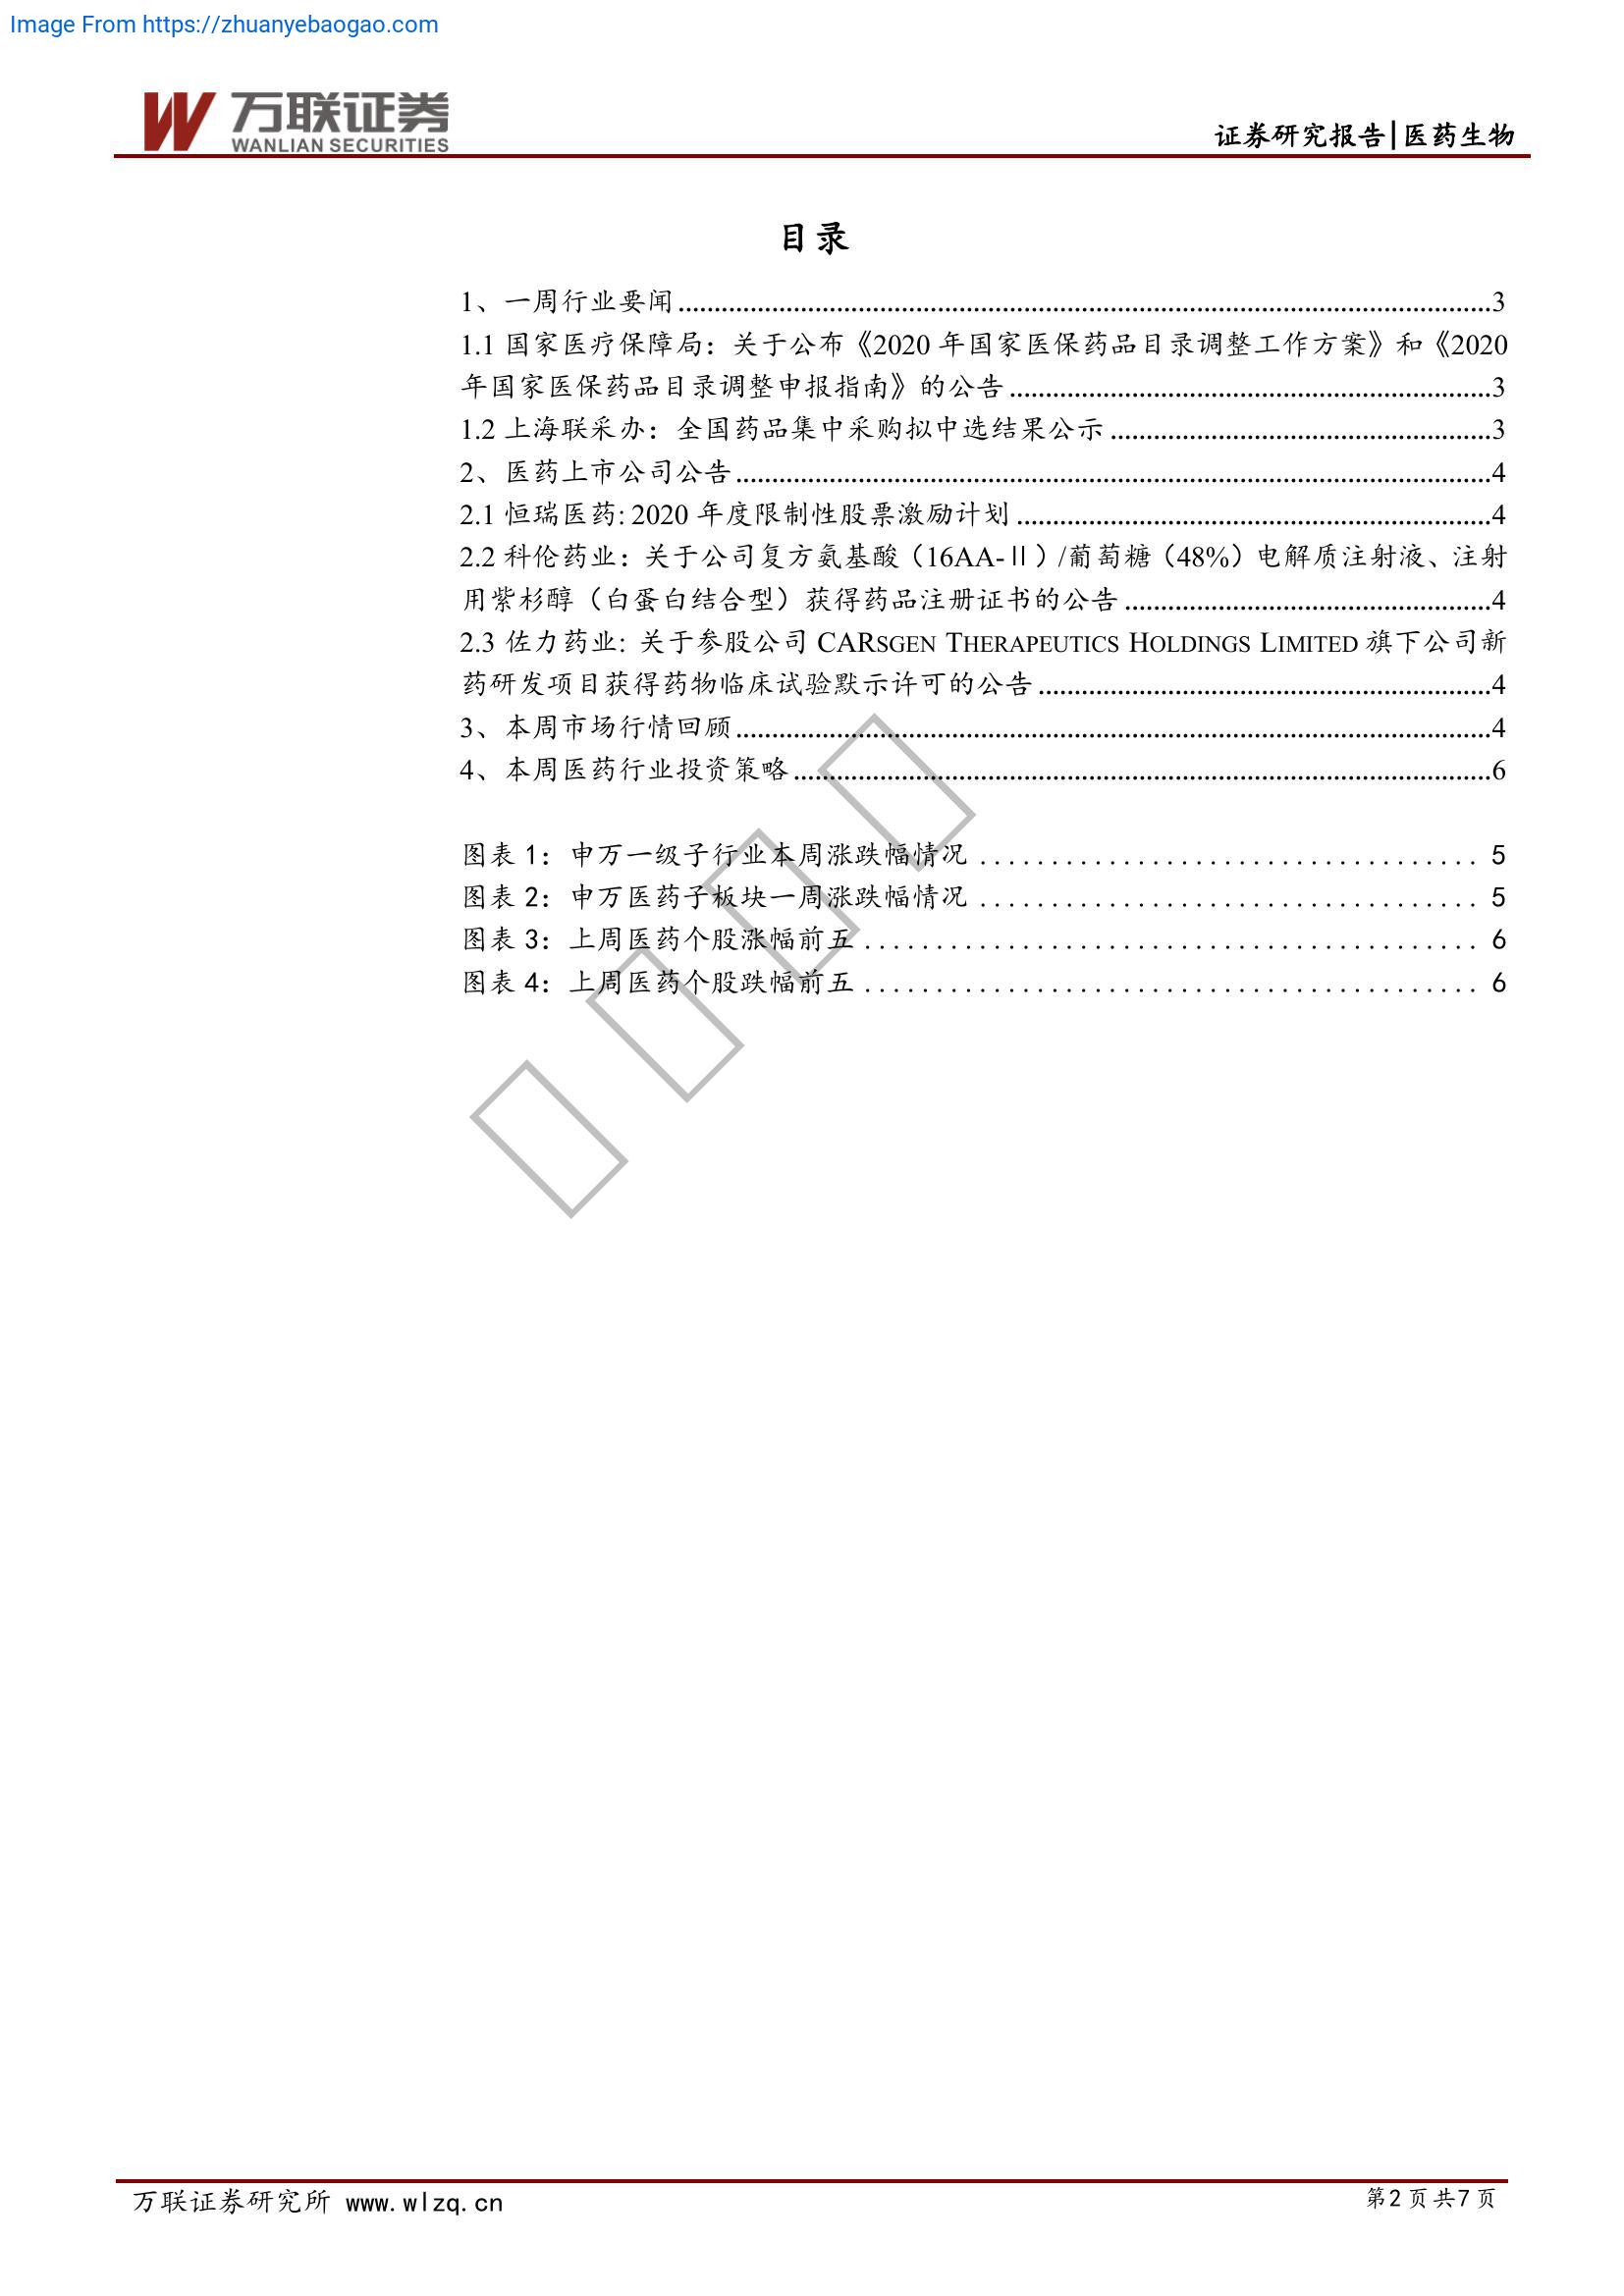 Image From https://zhuanyebaogao.com
万联证券
WANLIAN SECURITIES
证券研究报告|医药生物
目录
1、一周行业要闻....................3
1.1 国家医疗保障局：关于公布《2020 年国家医保药品目录调整工作方案》和《2020
年国家医保药品目录调整申报指南》的公告....................3
1.2 上海联采办：全国药品集中采购拟中选结果公示....................3
2、医药上市公司公告....................4
2.1 恒瑞医药: 2020 年度限制性股票激励计划....................4
2.2 科伦药业：关于公司复方氨基酸（16AA-Ⅱ）/葡萄糖（48%）电解质注射液、注射
用紫杉醇（白蛋白结合型）获得药品注册证书的公告....................4
2.3 佐力药业: 关于参股公司 CARSGEN THERAPEUTICS HOLDINGS LIMITED 旗下公司新
药研发项目获得药物临床试验默示许可的公告....................4
3、本周市场行情回顾....................4
4、本周医药行业投资策略....................6
图表 1：申万一级子行业本周涨跌幅情况 .................... 5
图表 2：申万医药子板块一周涨跌幅情况 .................... 5
图表 3：上周医药个股涨幅前五 .................... 6
图表 4：上周医药个股跌幅前五 .................... 6
万联证券研究所 www.wlzq.cn
第 2 页 共 7 页